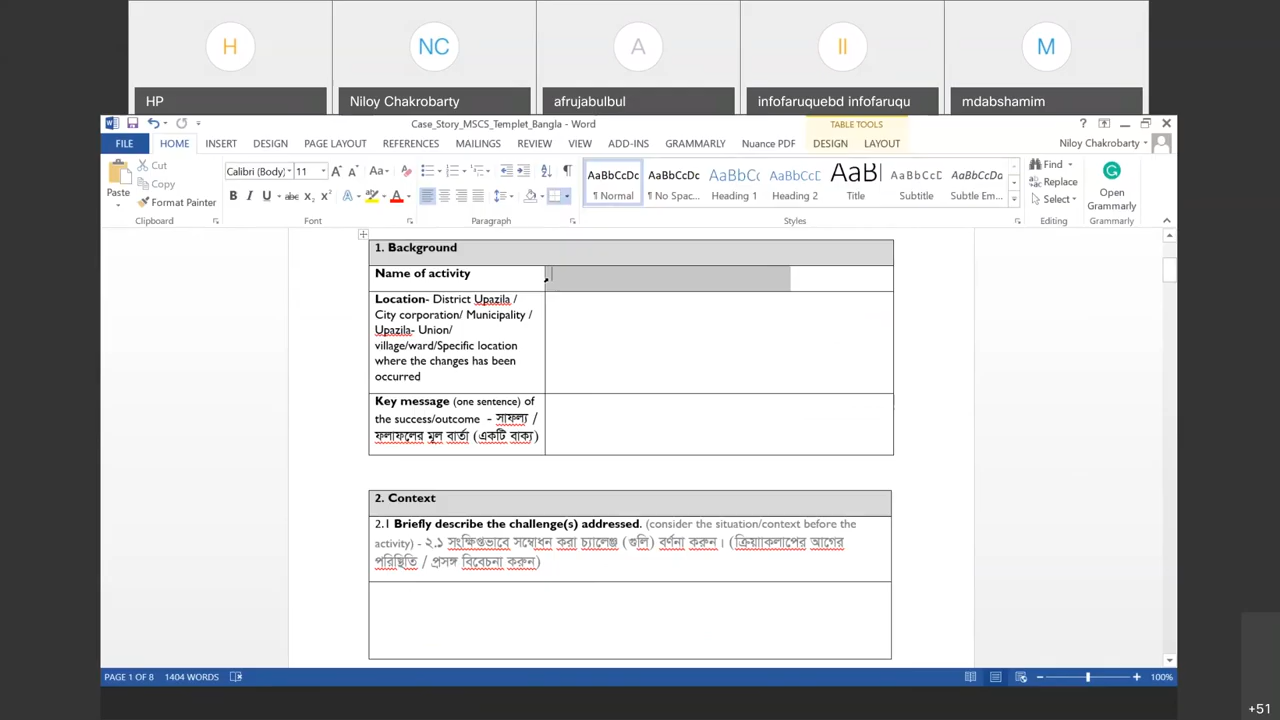 H
NC
A
II
M
HP
Niloy Chakrobarty
afrujabulbul
infofaruquebd infofaruqu
mdabshamim
Case_Story_MSCS_Templet_Bangla - Word
TABLE TOOLS
FILE HOME INSERT DESIGN PAGE LAYOUT REFERENCES MAILINGS REVIEW VIEW ADD-INS GRAMMARLY Nuance PDF DESIGN LAYOUT
Niloy Chakrobarty
Paste
Cut
Copy
Format Painter
Clipboard
Calibri (Body) 11
Font
Paragraph
AaBbCcDc AaBbCcDc AaBbCc AaBbCcD AaB AaBbCcD AaBbCcDa
¶ Normal ¶ No Spac... Heading 1 Heading 2 Title Subtitle Subtle Em...
Styles
Find
Replace
Select
Editing
Open
Grammarly
Grammarly
1. Background
Name of activity
Location- District Upazila /
City corporation/ Municipality /
Upazila- Union/
village/ward/Specific location
where the changes has been
occurred
Key message (one sentence) of
the success/outcome - সাফল্য /
ফলাফলের মূল বার্তা (একটি বাক্য)
2. Context
2.1 Briefly describe the challenge(s) addressed. (consider the situation/context before the
activity) - ২.১ সংক্ষিপ্তভাবে সম্বোধন করা চ্যালেঞ্জ (গুলি) বর্ণনা করুন। (ক্রিয়াকলাপের আগের
পরিস্থিতি / প্রসঙ্গ বিবেচনা করুন)
PAGE 1 OF 8 1404 WORDS
100%
+51